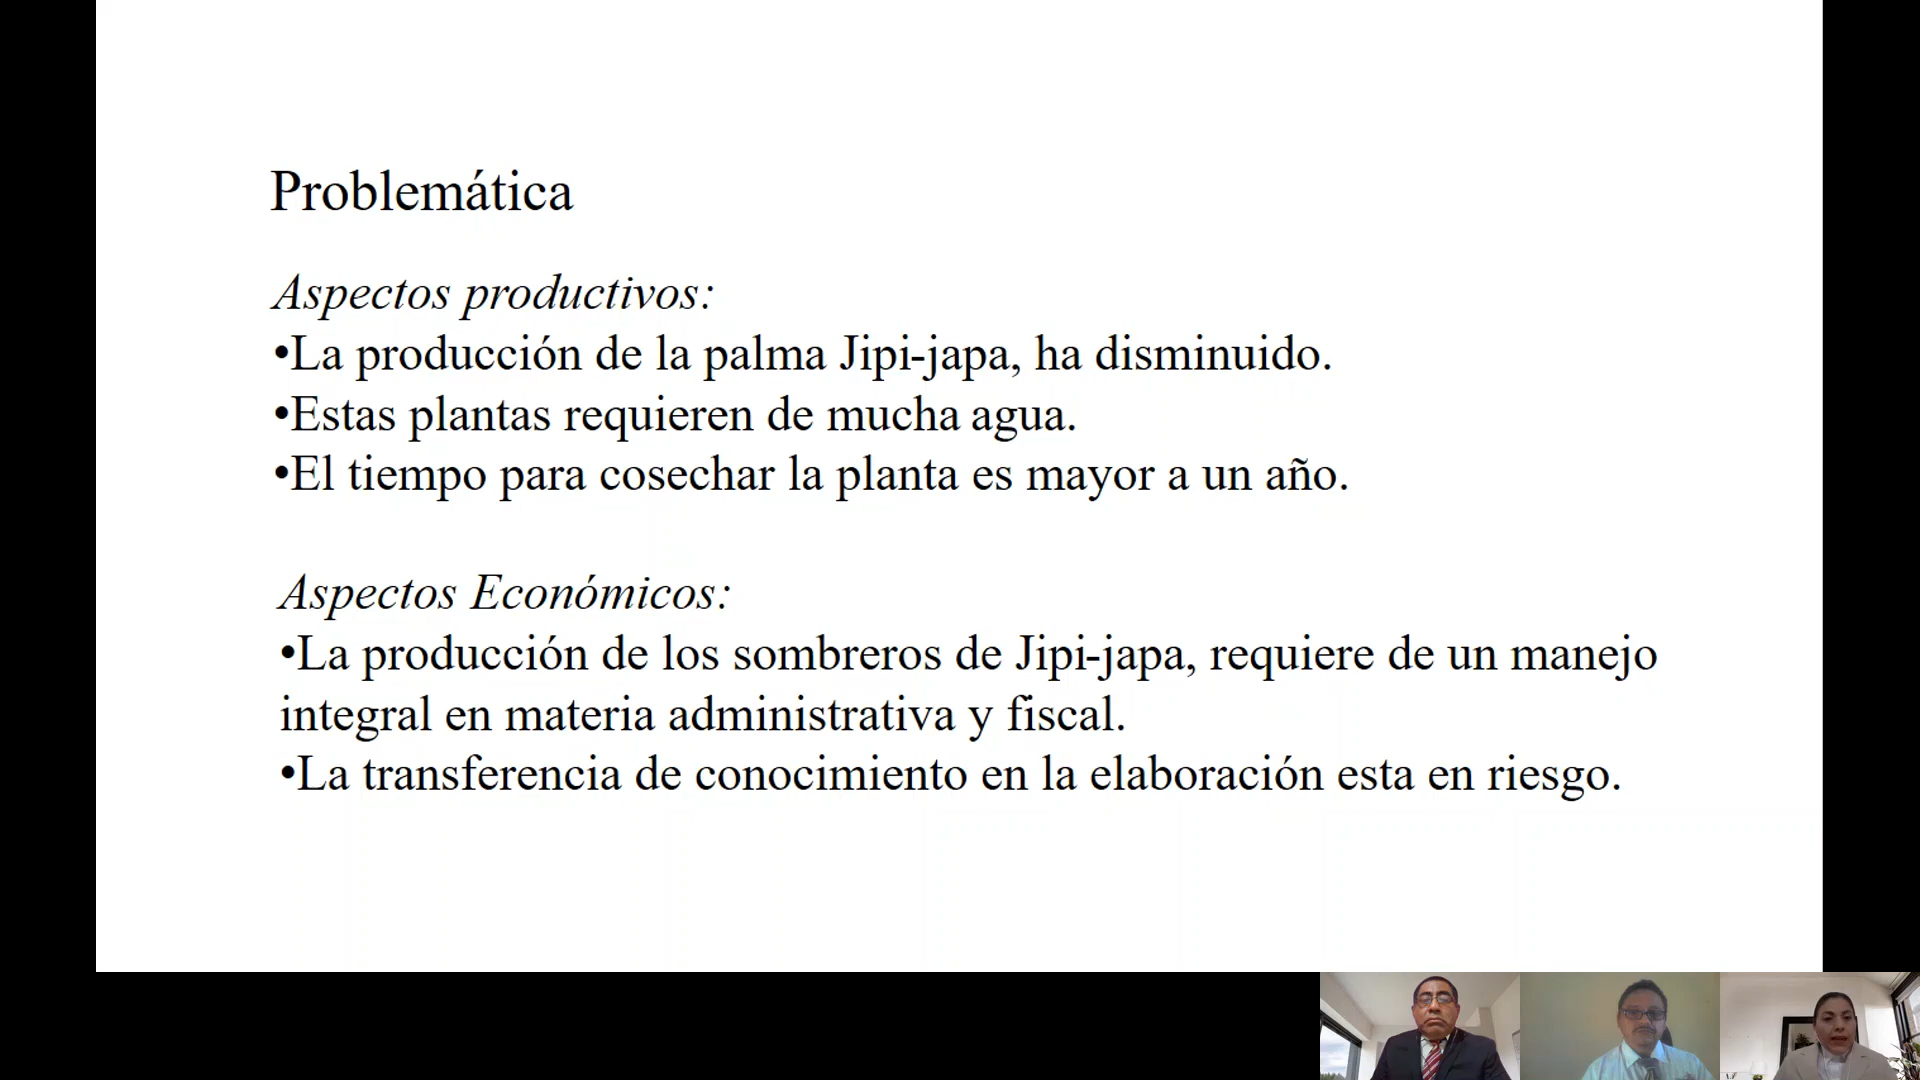 Problemática
Aspectos productivos:
•La producción de la palma Jipi-japa, ha disminuido.
•Estas plantas requieren de mucha agua.
•El tiempo para cosechar la planta es mayor a un año.
Aspectos Económicos:
•La producción de los sombreros de Jipi-japa, requiere de un manejo
integral en materia administrativa y fiscal.
•La transferencia de conocimiento en la elaboración esta en riesgo.